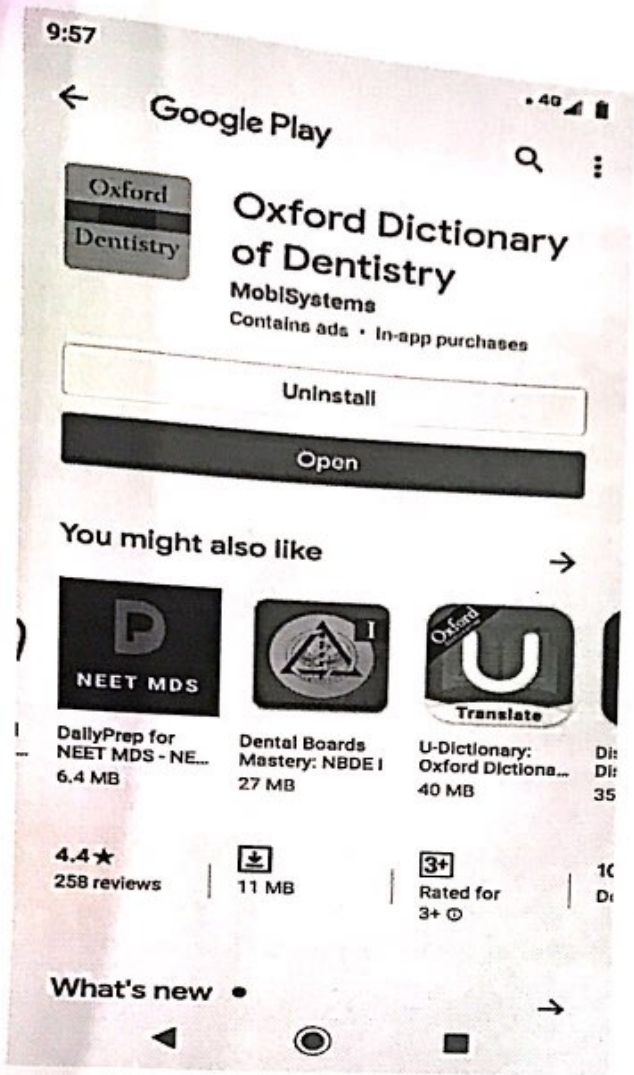 9:57
4G
Google Play
Oxford
Dentistry
Oxford Dictionary
of Dentistry
MobiSystems
Contains ads • In-app purchases
Uninstall
Open
You might also like
D
NEET MDS
I
Oxford
U
Translate
DailyPrep for
NEET MDS - NE...
6.4 MB
Dental Boards
Mastery: NBDE I
27 MB
U-Dictionary:
Oxford Dictiona...
40 MB
35
4.4★
258 reviews
11 MB
3+
Rated for
3+
What's new •